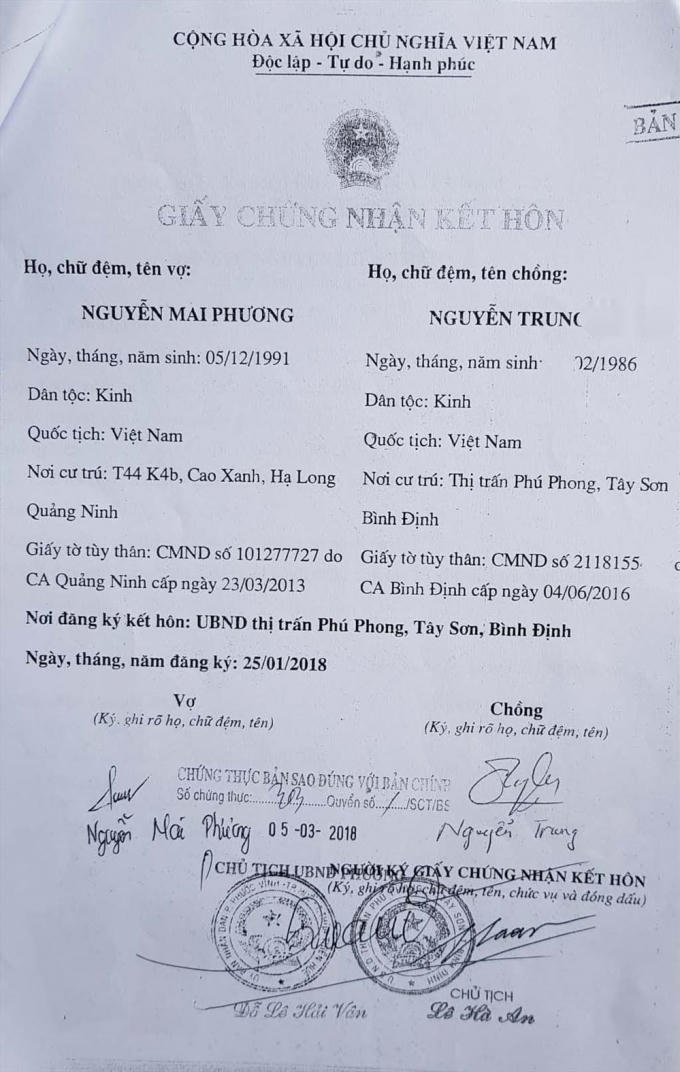 CỘNG HÒA XÃ HỘI CHỦ NGHĨA VIỆT NAM
Độc lập - Tự do - Hạnh phúc
BẢN
GIẤY CHỨNG NHẬN KẾT HÔN
Họ, chữ đệm, tên vợ:
NGUYỄN MAI PHƯƠNG
Ngày, tháng, năm sinh: 05/12/1991
Dân tộc: Kinh
Quốc tịch: Việt Nam
Nơi cư trú: T44 K4b, Cao Xanh, Hạ Long
Quảng Ninh
Giấy tờ tùy thân: CMND số 101277727 do
CA Quảng Ninh cấp ngày 23/03/2013
Họ, chữ đệm, tên chồng:
NGUYỄN TRUNG
Ngày, tháng, năm sinh 02/1986
Dân tộc: Kinh
Quốc tịch: Việt Nam
Nơi cư trú: Thị trấn Phú Phong, Tây Sơn
Bình Định
Giấy tờ tùy thân: CMND số 2118155
CA Bình Định cấp ngày 04/06/2016
Nơi đăng ký kết hôn: UBND thị trấn Phú Phong, Tây Sơn, Bình Định
Ngày, tháng, năm đăng ký: 25/01/2018
Vợ
(Ký, ghi rõ họ, chữ đệm, tên)
Chồng
(Ký, ghi rõ họ, chữ đệm, tên)
CHỨNG THỰC BẢN SAO ĐÚNG VỚI BẢN CHÍNH
Số chứng thực:.......303.......Quyển số..../..../SCT/BS
Nguyễn Mai Phương
05-03-2018
Nguyễn Trung
CHỦ TỊCH UBND
NGƯỜI KÝ GIẤY CHỨNG NHẬN KẾT HÔN
(Ký, ghi rõ họ, chữ đệm, tên, chức vụ và đóng dấu)
CHỦ TỊCH
Đỗ Lê Hải Vân
Lê Hà An